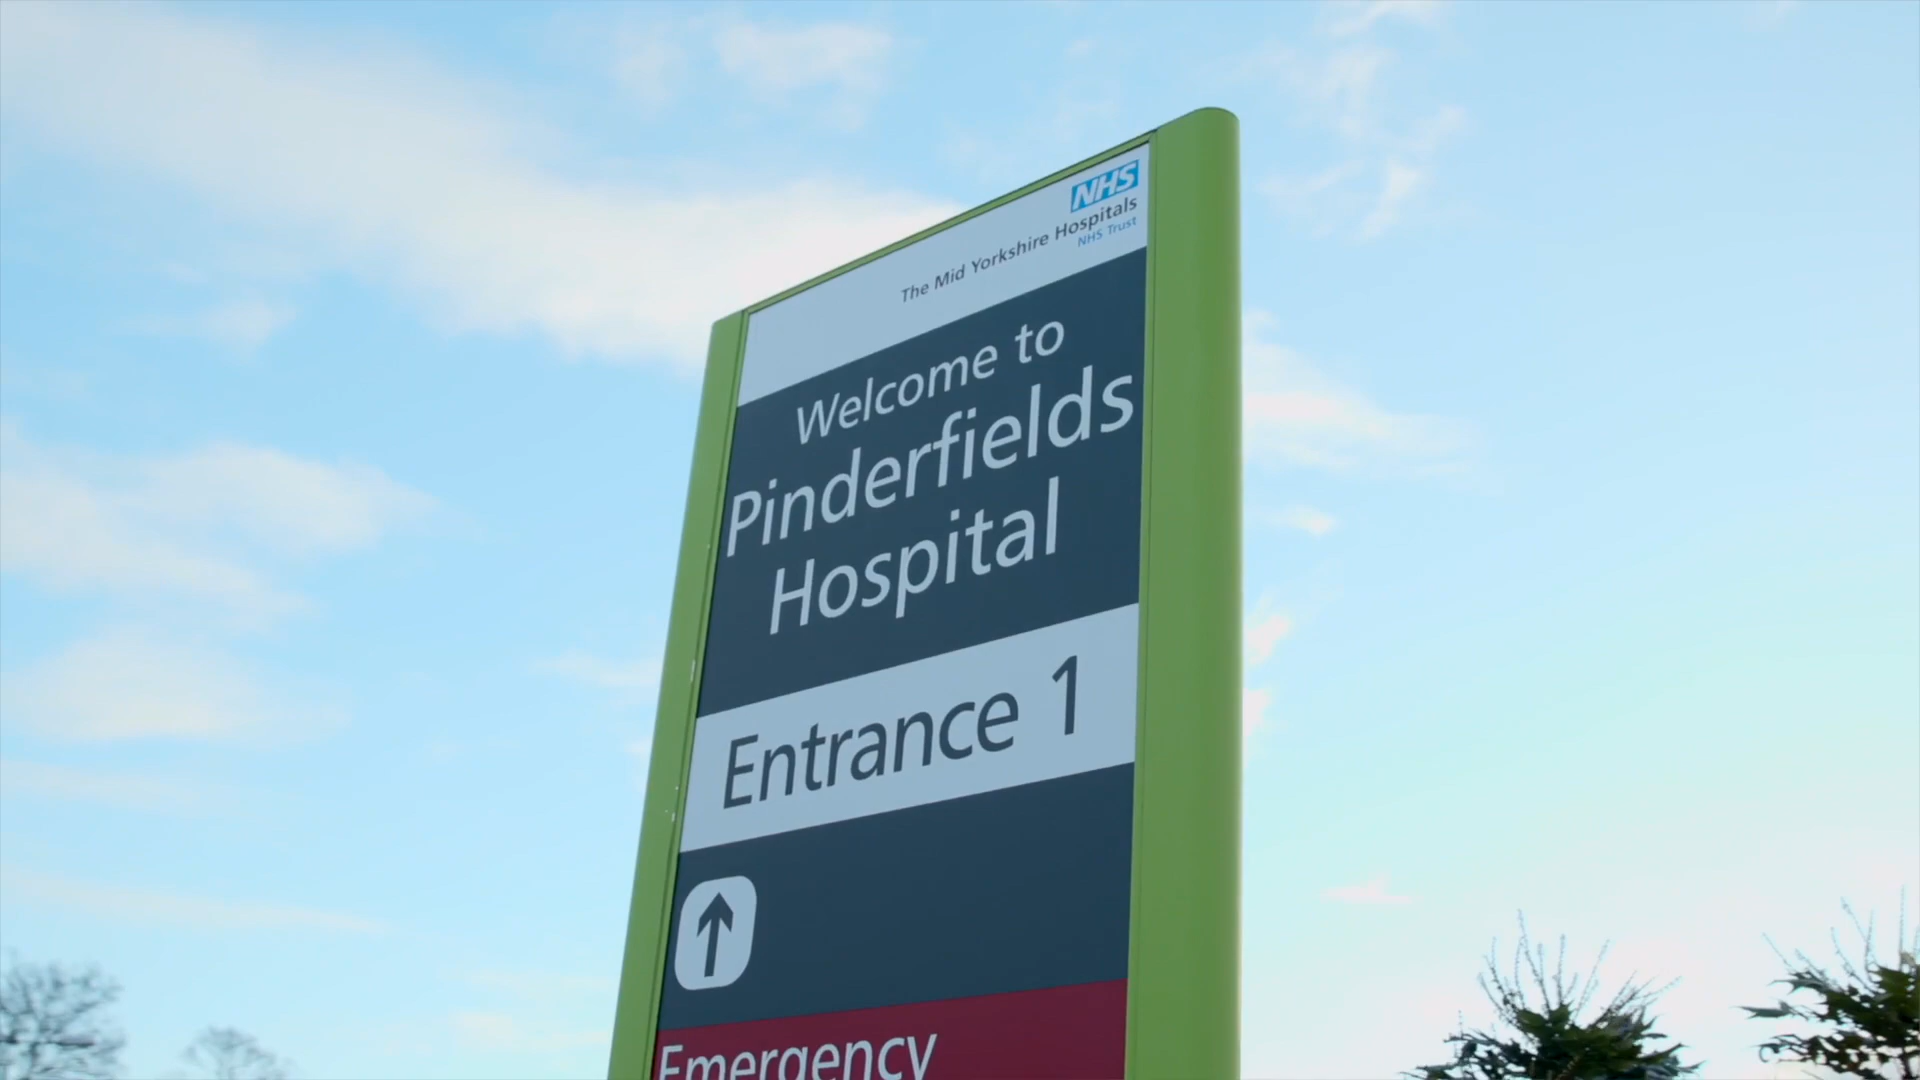 NHS
The Mid Yorkshire Hospitals
NHS Trust
Welcome to
Pinderfields
Hospital
Entrance 1
Emergency